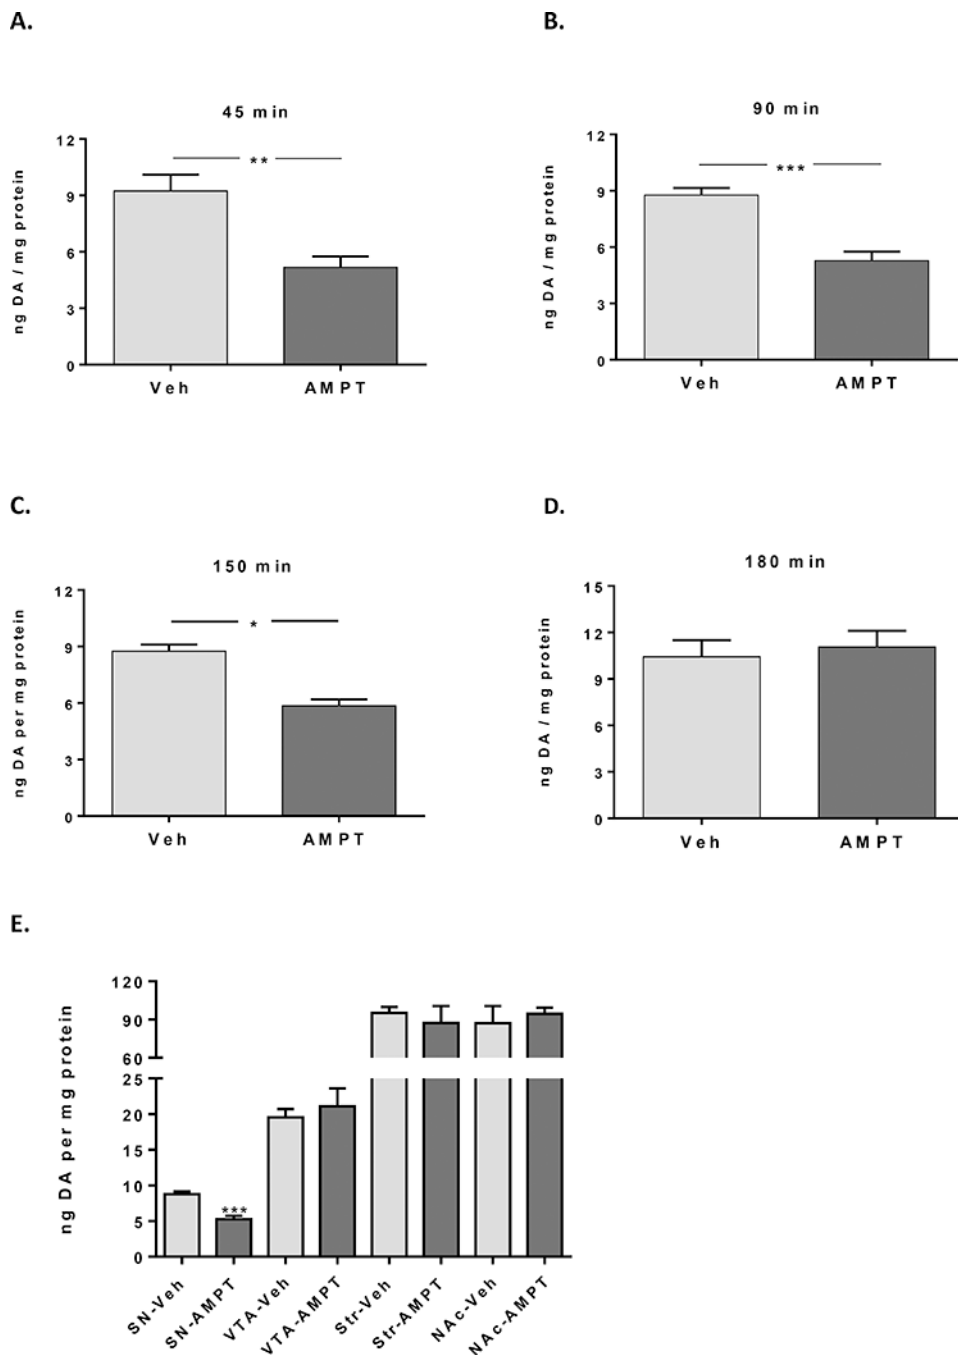 A.
B.
45 min
90 min
ng DA / mg protein
12
9
6
3
0
**
Veh
AMPT
ng DA / mg protein
12
9
6
3
0
***
Veh
AMPT
C.
D.
150 min
180 min
ng DA per mg protein
12
9
6
3
0
*
Veh
AMPT
ng DA / mg protein
15
12
9
6
3
0
Veh
AMPT
E.
ng DA per mg protein
120
90
60
25
20
15
10
5
0
***
SN-Veh
SN-AMPT
VTA-Veh
VTA-AMPT
Str-Veh
Str-AMPT
NAc-Veh
NAc-AMPT